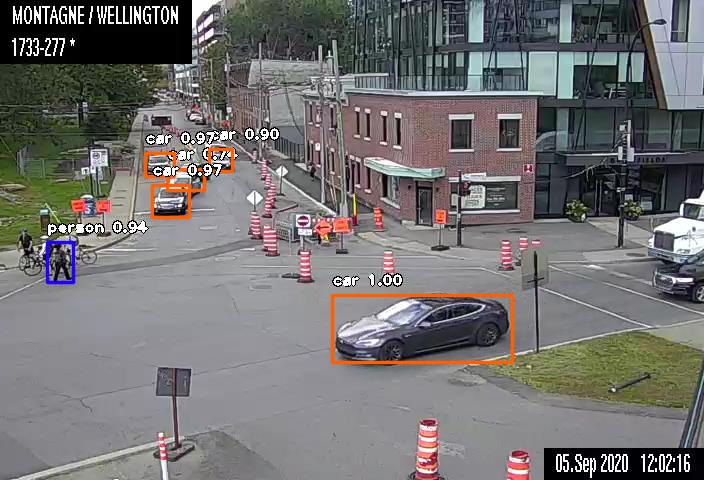 MONTAGNE / WELLINGTON
1733-277 *
car 0.97
car 0.90
car 0.97
person 0.94
car 1.00
05.Sep 2020 12:02:16